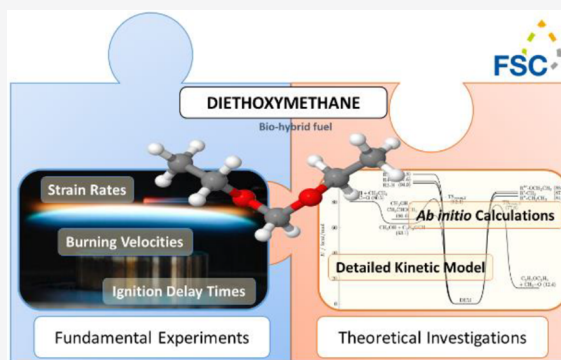 FSC
DIETHOXYMETHANE
Bio-hybrid fuel
Strain Rates
Burning Velocities
Ignition Delay Times
Ab initio Calculations
Detailed Kinetic Model
Fundamental Experiments
Theoretical Investigations